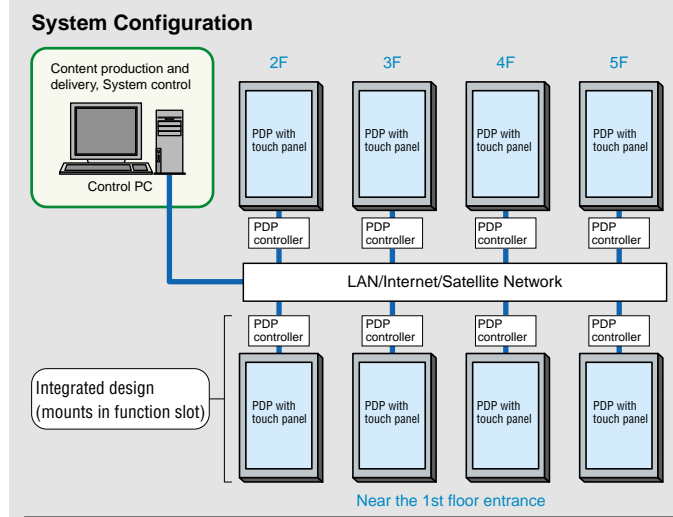 System Configuration
Content production and
delivery, System control
Control PC
2F
3F
4F
5F
PDP with
touch panel
PDP with
touch panel
PDP with
touch panel
PDP with
touch panel
PDP
controller
PDP
controller
PDP
controller
PDP
controller
LAN/Internet/Satellite Network
PDP
controller
PDP
controller
PDP
controller
PDP
controller
Integrated design
(mounts in function slot)
PDP with
touch panel
PDP with
touch panel
PDP with
touch panel
PDP with
touch panel
Near the 1st floor entrance